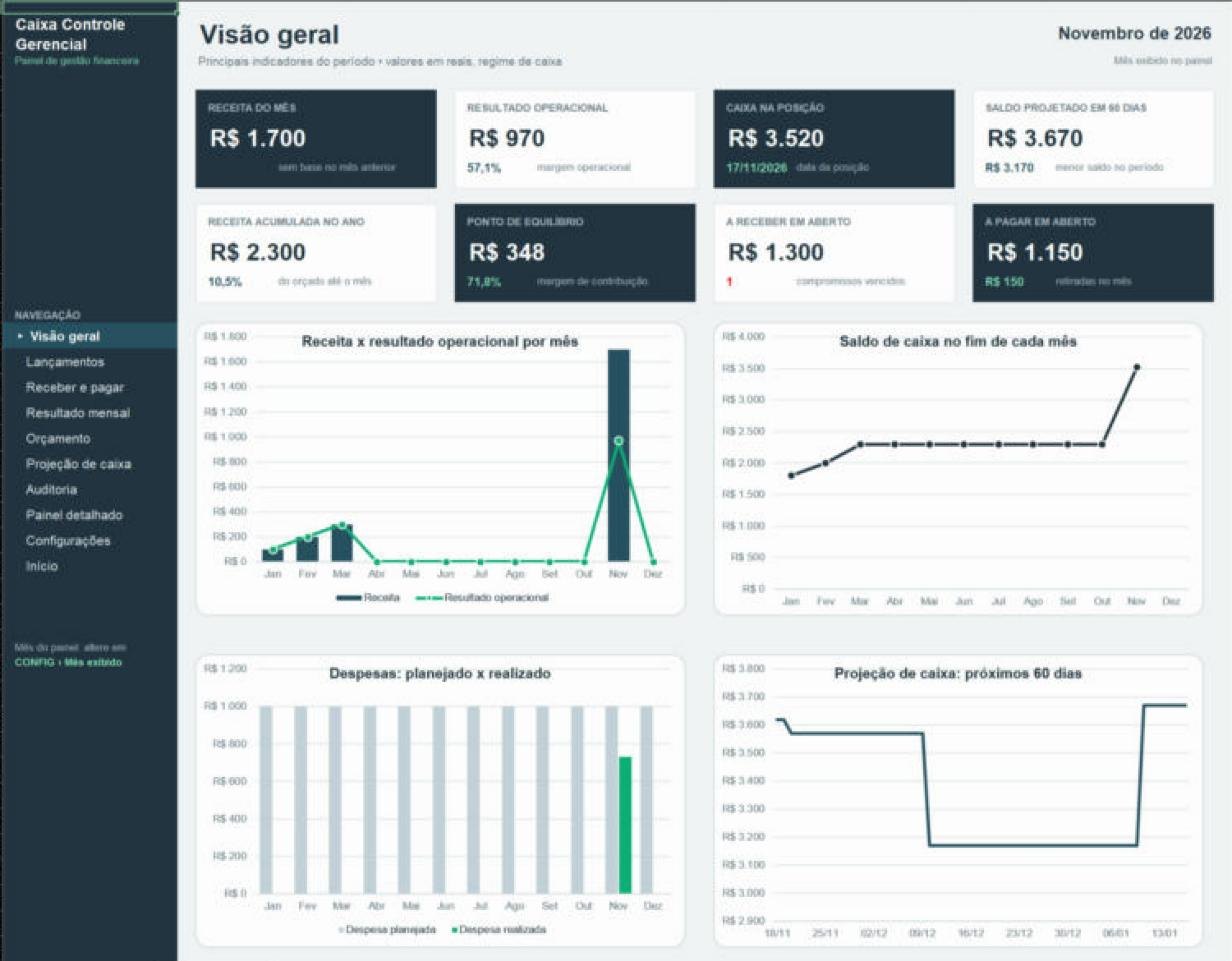 Caixa Controle
Gerencial
Painel de gestão financeira
NAVEGAÇÃO
Visão geral
Lançamentos
Receber e pagar
Resultado mensal
Orçamento
Projeção de caixa
Auditoria
Painel detalhado
Configurações
Início
Mês do painel: altere em
CONFIG › Mês exibido
Visão geral
Principais indicadores do período • valores em reais, regime de caixa
Novembro de 2026
Mês exibido no painel
RECEITA DO MÊS
R$ 1.700
sem base no mês anterior
RESULTADO OPERACIONAL
R$ 970
57,1% margem operacional
CAIXA NA POSIÇÃO
R$ 3.520
17/11/2026 data da posição
SALDO PROJETADO EM 60 DIAS
R$ 3.670
R$ 3.170 menor saldo no período
RECEITA ACUMULADA NO ANO
R$ 2.300
10,5% do orçado até o mês
PONTO DE EQUILÍBRIO
R$ 348
71,8% margem de contribuição
A RECEBER EM ABERTO
R$ 1.300
1 compromissos vencidos
A PAGAR EM ABERTO
R$ 1.150
R$ 150 retiradas no mês
Receita x resultado operacional por mês
R$ 1.800
R$ 1.600
R$ 1.400
R$ 1.200
R$ 1.000
R$ 800
R$ 600
R$ 400
R$ 200
R$ 0
Jan Fev Mar Abr Mai Jun Jul Ago Set Out Nov Dez
Receita Resultado operacional
Saldo de caixa no fim de cada mês
R$ 4.000
R$ 3.500
R$ 3.000
R$ 2.500
R$ 2.000
R$ 1.500
R$ 1.000
R$ 500
R$ 0
Jan Fev Mar Abr Mai Jun Jul Ago Set Out Nov Dez
Despesas: planejado x realizado
R$ 1.200
R$ 1.000
R$ 800
R$ 600
R$ 400
R$ 200
R$ 0
Jan Fev Mar Abr Mai Jun Jul Ago Set Out Nov Dez
Despesa planejada Despesa realizada
Projeção de caixa: próximos 60 dias
R$ 3.800
R$ 3.700
R$ 3.600
R$ 3.500
R$ 3.400
R$ 3.300
R$ 3.200
R$ 3.100
R$ 3.000
R$ 2.900
18/11 25/11 02/12 09/12 16/12 23/12 30/12 06/01 13/01